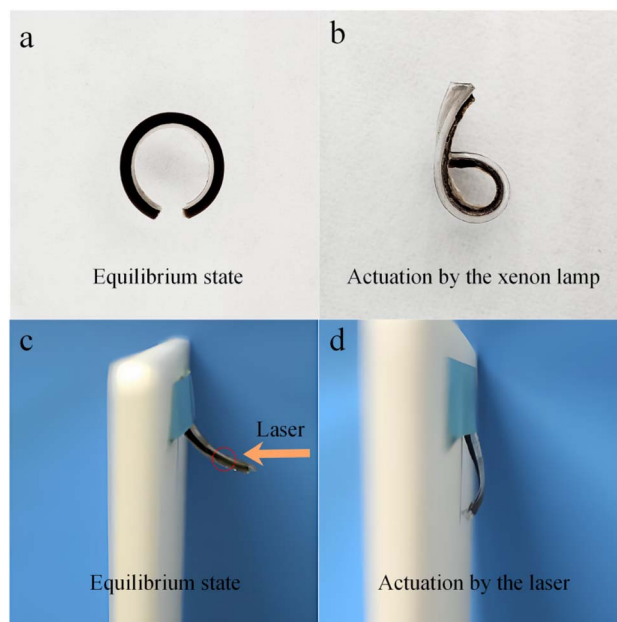 a
b
Equilibrium state
Actuation by the xenon lamp
c
d
Laser
Equilibrium state
Actuation by the laser